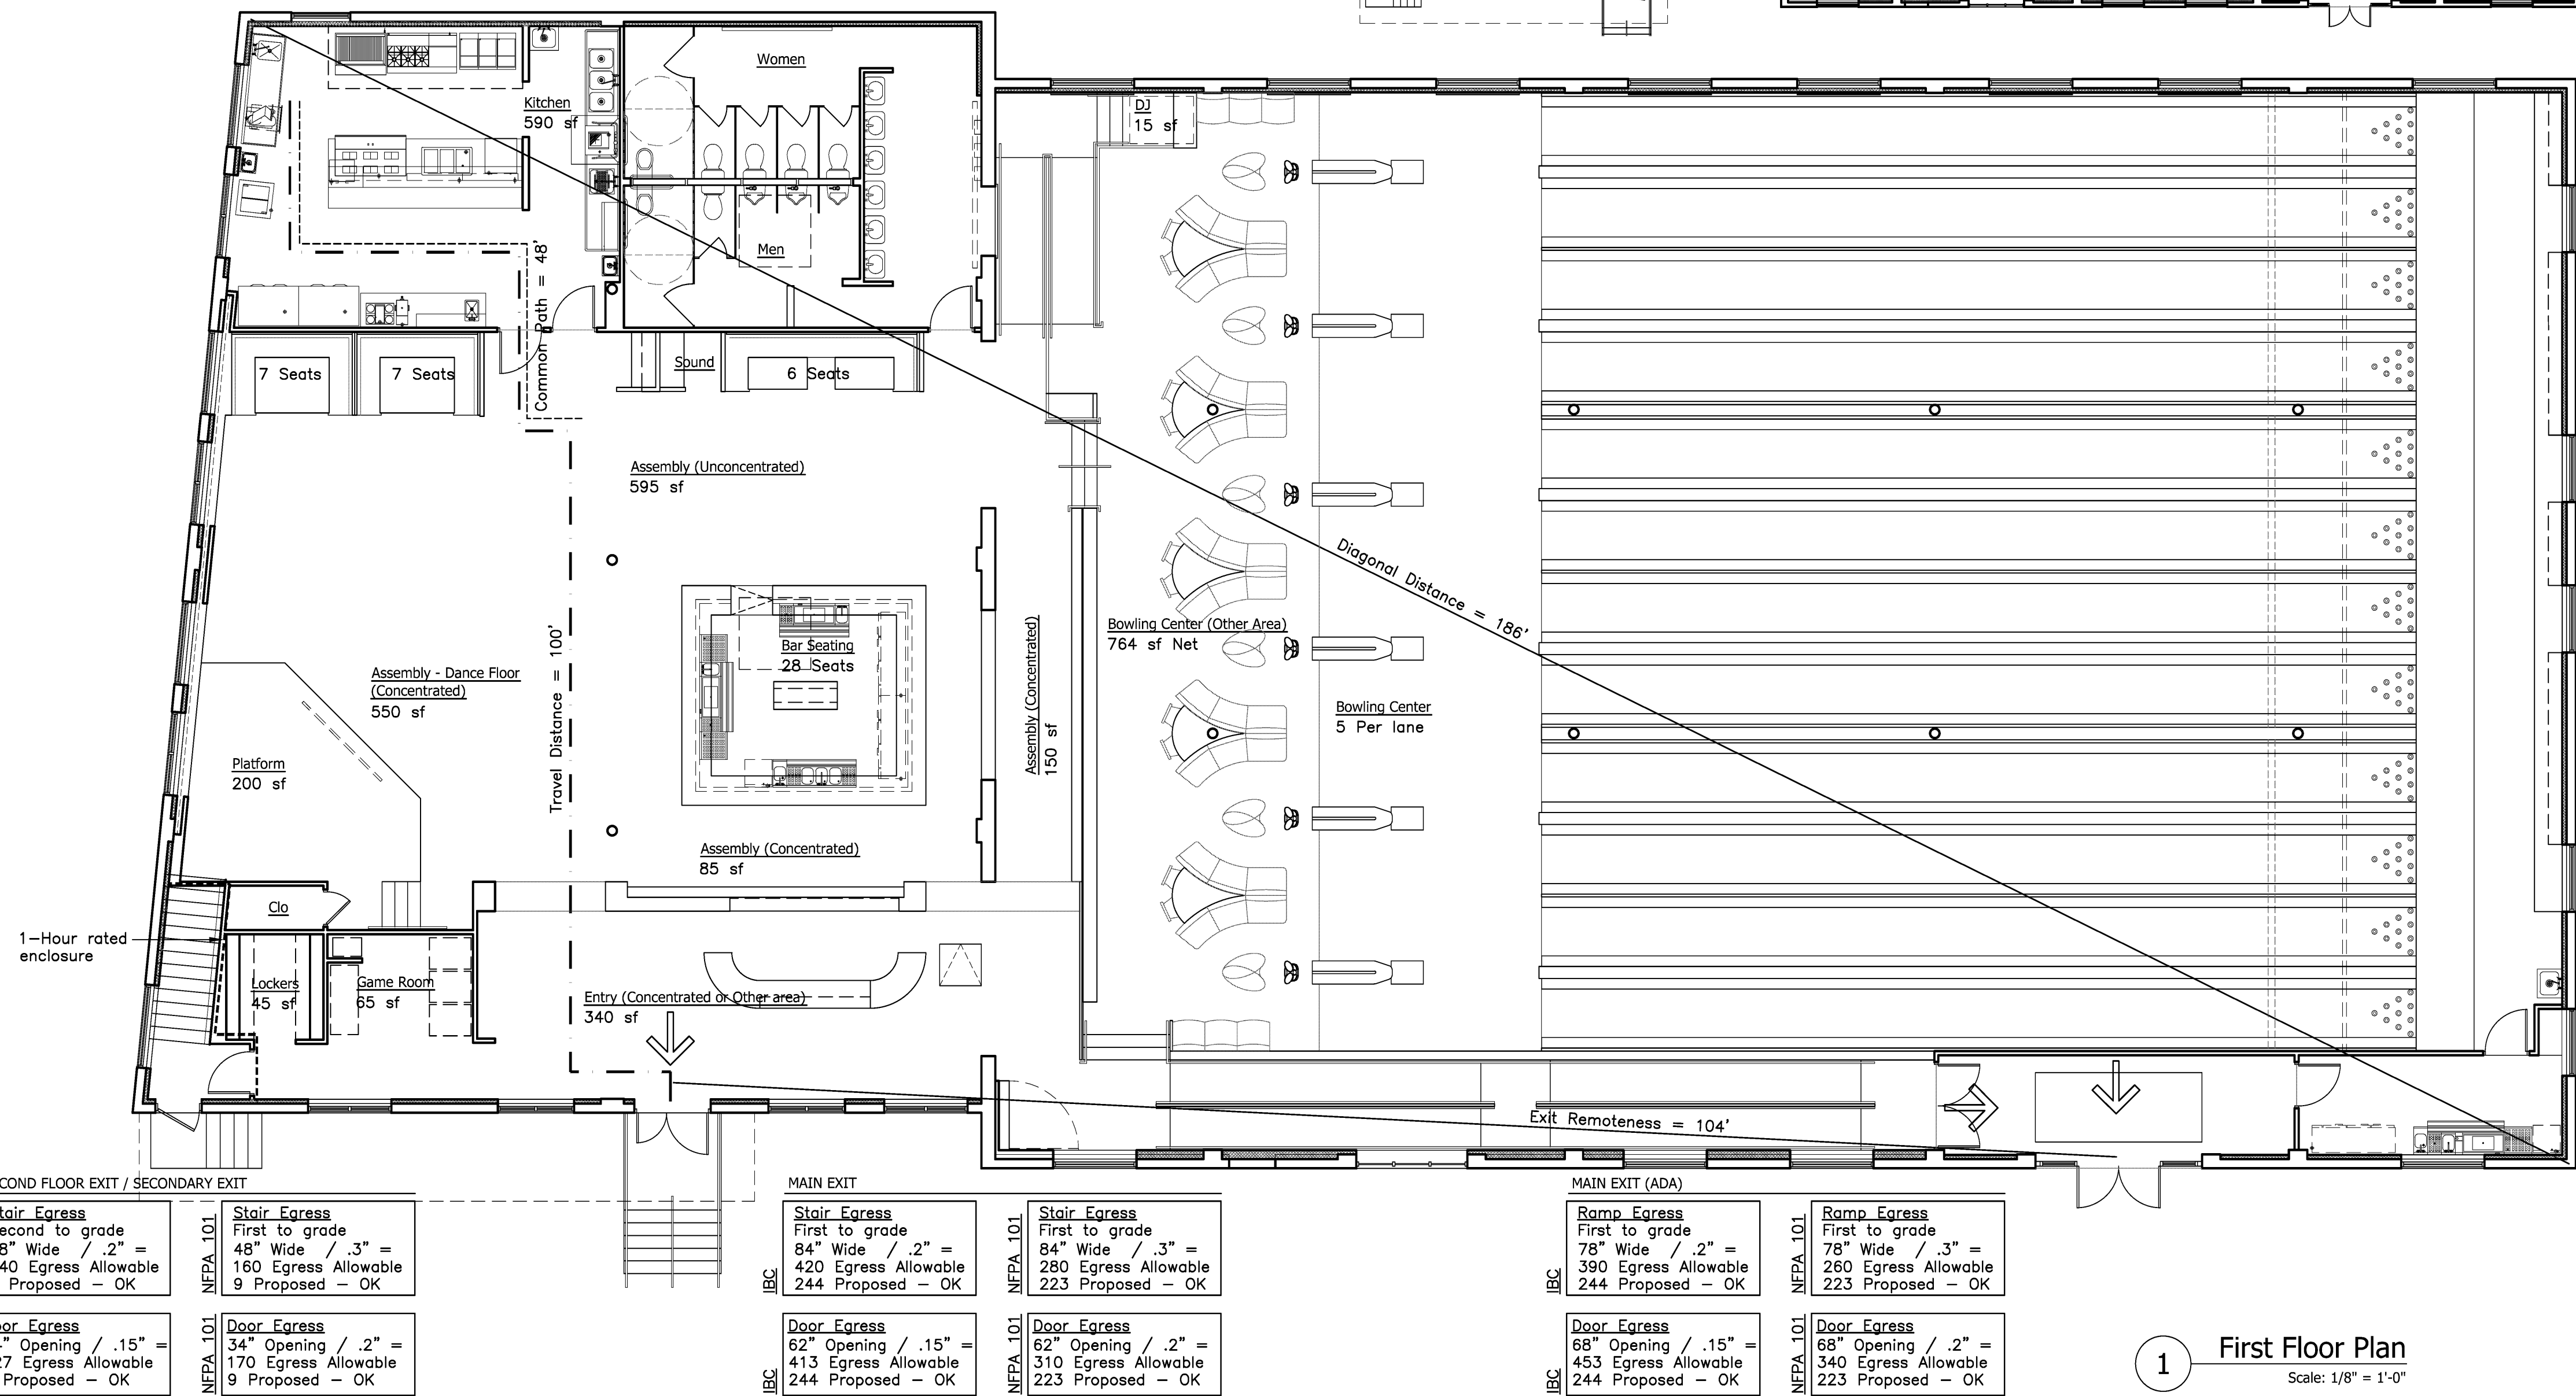 Women
Kitchen
590 sf
DJ
15 sf
Men
Common Path = 48'
7 Seats
7 Seats
Sound
6 Seats
Assembly (Unconcentrated)
595 sf
Diagonal Distance = 186'
Travel Distance = 100'
Bar Seating
28 Seats
Assembly (Concentrated)
150 sf
Bowling Center (Other Area)
764 sf Net
Assembly - Dance Floor
(Concentrated)
550 sf
Bowling Center
5 Per lane
Platform
200 sf
Assembly (Concentrated)
85 sf
Clo
1-Hour rated
enclosure
Lockers
45 sf
Game Room
65 sf
Entry (Concentrated or Other area)
340 sf
Exit Remoteness = 104'
COND FLOOR EXIT / SECONDARY EXIT
tair Egress
econd to grade
8" Wide / .2" =
40 Egress Allowable
Proposed - OK
NFPA 101
Stair Egress
First to grade
48" Wide / .3" =
160 Egress Allowable
9 Proposed - OK
oor Egress
" Opening / .15" =
27 Egress Allowable
Proposed - OK
NFPA 101
Door Egress
34" Opening / .2" =
170 Egress Allowable
9 Proposed - OK
MAIN EXIT
IBC
Stair Egress
First to grade
84" Wide / .2" =
420 Egress Allowable
244 Proposed - OK
NFPA 101
Stair Egress
First to grade
84" Wide / .3" =
280 Egress Allowable
223 Proposed - OK
IBC
Door Egress
62" Opening / .15" =
413 Egress Allowable
244 Proposed - OK
NFPA 101
Door Egress
62" Opening / .2" =
310 Egress Allowable
223 Proposed - OK
MAIN EXIT (ADA)
IBC
Ramp Egress
First to grade
78" Wide / .2" =
390 Egress Allowable
244 Proposed - OK
NFPA 101
Ramp Egress
First to grade
78" Wide / .3" =
260 Egress Allowable
223 Proposed - OK
IBC
Door Egress
68" Opening / .15" =
453 Egress Allowable
244 Proposed - OK
NFPA 101
Door Egress
68" Opening / .2" =
340 Egress Allowable
223 Proposed - OK
1
First Floor Plan
Scale: 1/8" = 1'-0"